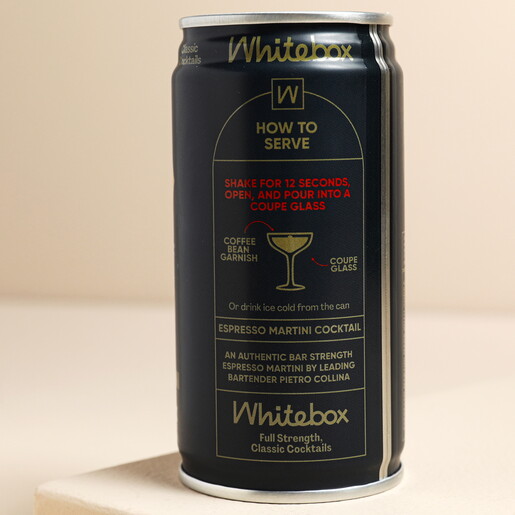 Whitebox
Classic
Cocktails
W
HOW TO
SERVE
SHAKE FOR 12 SECONDS,
OPEN, AND POUR INTO A
COUPE GLASS
COFFEE
BEAN
GARNISH
COUPE
GLASS
Or drink ice cold from the can
ESPRESSO MARTINI COCKTAIL
AN AUTHENTIC BAR STRENGTH
ESPRESSO MARTINI BY LEADING
BARTENDER PIETRO COLLINA
Whitebox
Full Strength,
Classic Cocktails